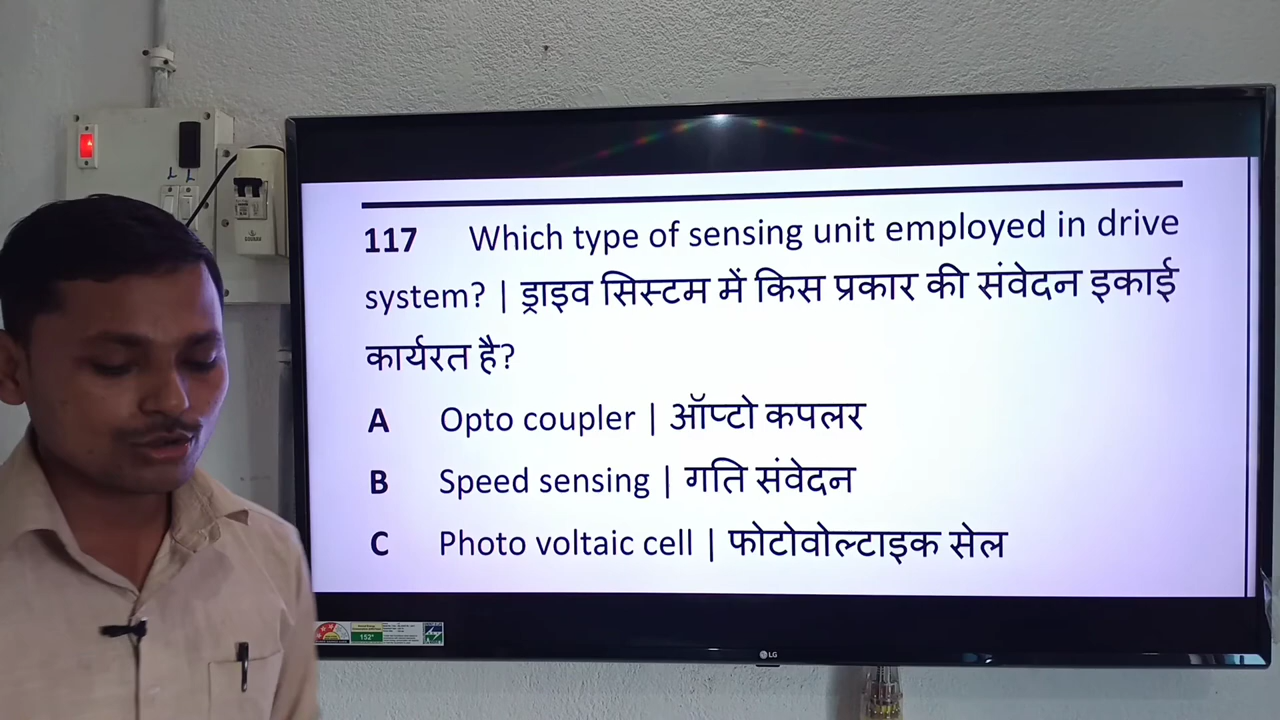 117 Which type of sensing unit employed in drive
system? | ड्राइव सिस्टम में किस प्रकार की संवेदन इकाई
कार्यरत है?
A Opto coupler | ऑप्टो कपलर
B Speed sensing | गति संवेदन
C Photo voltaic cell | फोटोवोल्टाइक सेल
152*
LG